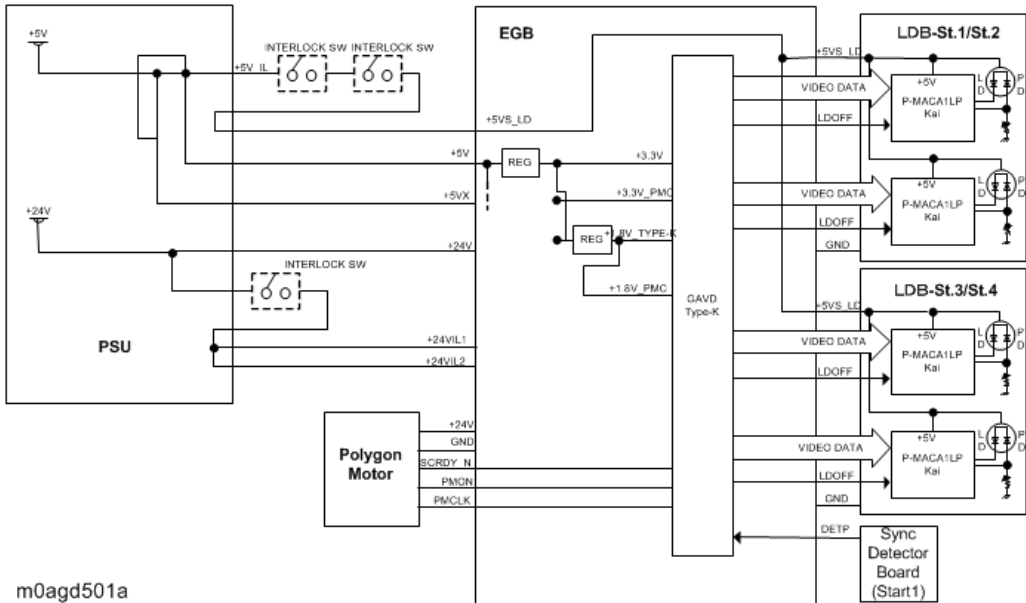 +5V
INTERLOCK SW
INTERLOCK SW
+5V_IL
EGB
LDB-St.1/St.2
+5VS_LD
+5V
P-MACA1LP
Kai
L
D
P
D
VIDEO DATA
LDOFF
+5VS_LD
+5V
REG
+3.3V
+5VX
+3.3V_PMC
+5V
P-MACA1LP
Kai
L
D
P
D
VIDEO DATA
LDOFF
GND
+24V
+24V
REG
+1.8V_TYPE-K
INTERLOCK SW
+1.8V_PMC
GAVD
Type-K
LDB-St.3/St.4
+5VS_LD
PSU
+24VIL1
+24VIL2
+5V
P-MACA1LP
Kai
L
D
P
D
VIDEO DATA
LDOFF
Polygon
Motor
+24V
GND
SCRDY_N
PMON
PMCLK
+5V
P-MACA1LP
Kai
L
D
P
D
VIDEO DATA
LDOFF
GND
DETP
Sync
Detector
Board
(Start1)
m0agd501a